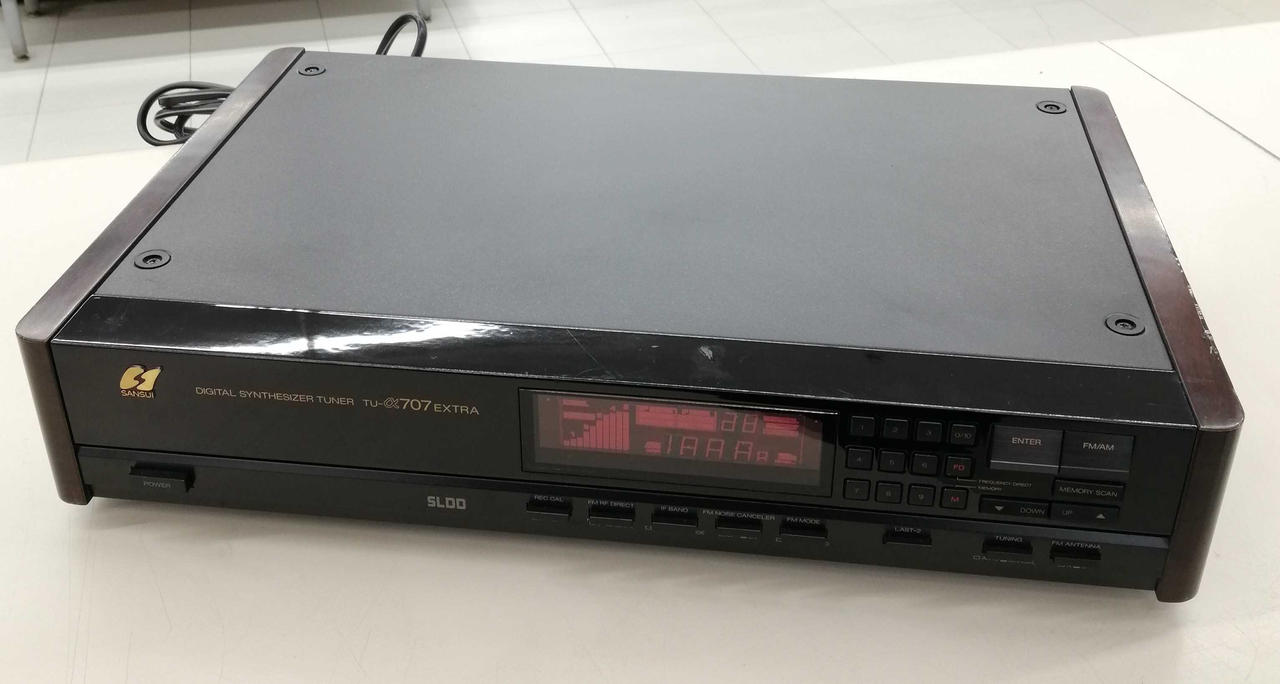 SANSUI
DIGITAL SYNTHESIZER TUNER TU-α707 EXTRA
1 2 3 0/10
ENTER
FM/AM
4 5 6 FD
FREQUENCY DIRECT
MEMORY
7 8 9 M
MEMORY SCAN
▼ DOWN
UP ▲
POWER
SLDD
REC CAL
FM RF DIRECT
IF BAND
FM NOISE CANCELER
FM MODE
LAST-2
TUNING
FM ANTENNA